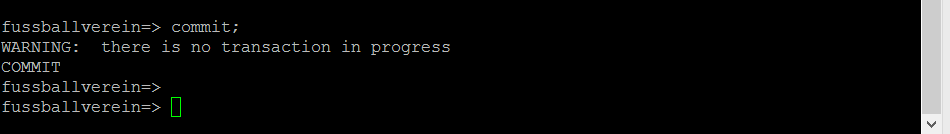 fussballverein=> commit;
WARNING:  there is no transaction in progress
COMMIT
fussballverein=>
fussballverein=>